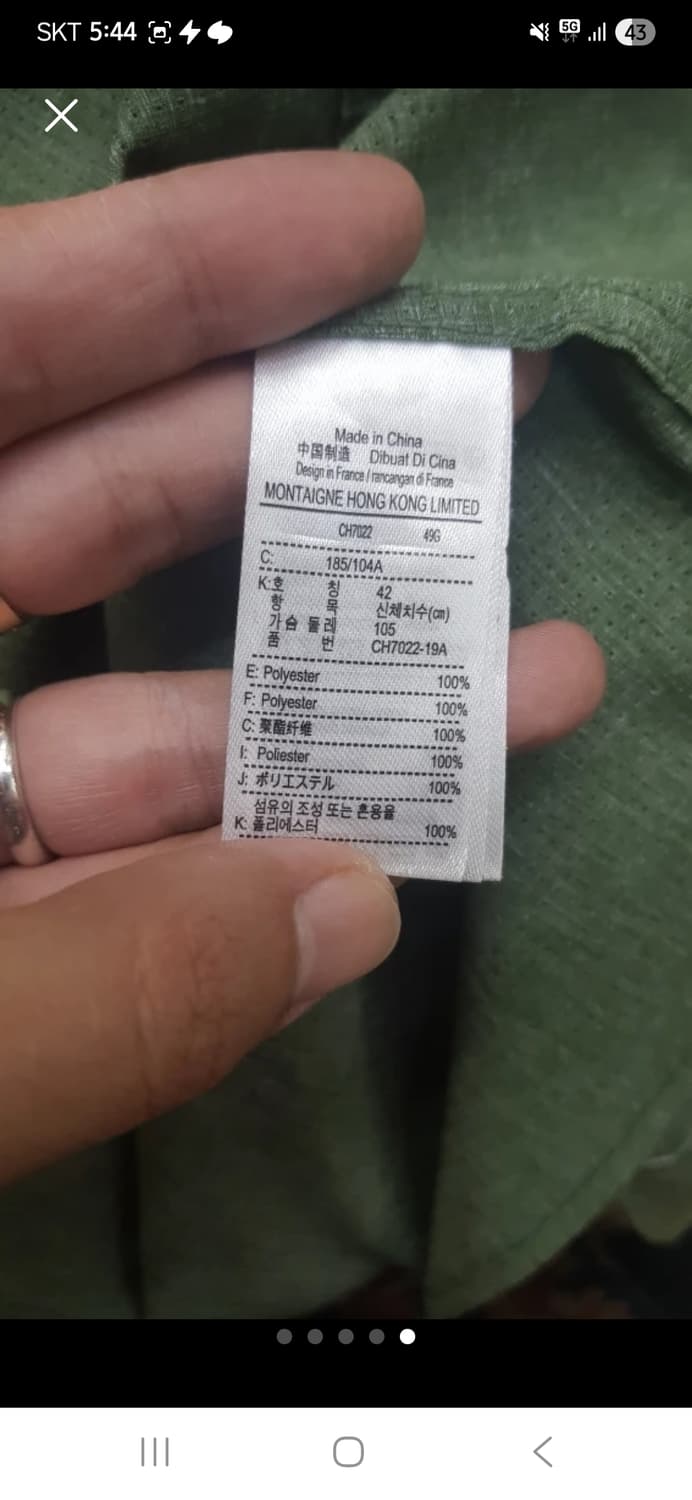 SKT 5:44
5G
43
Made in China
中国制造 Dibuat Di Cina
Design in France / rancangan di France
MONTAIGNE HONG KONG LIMITED
CH7022 49G
C: 185/104A
K:호 칭 42
항 목 신체치수(㎝)
가슴 둘레 105
품 번 CH7022-19A
E: Polyester 100%
F: Polyester 100%
C: 聚酯纤维 100%
I: Poliester 100%
J: ポリエステル 100%
섬유의 조성 또는 혼용율
K: 폴리에스터 100%